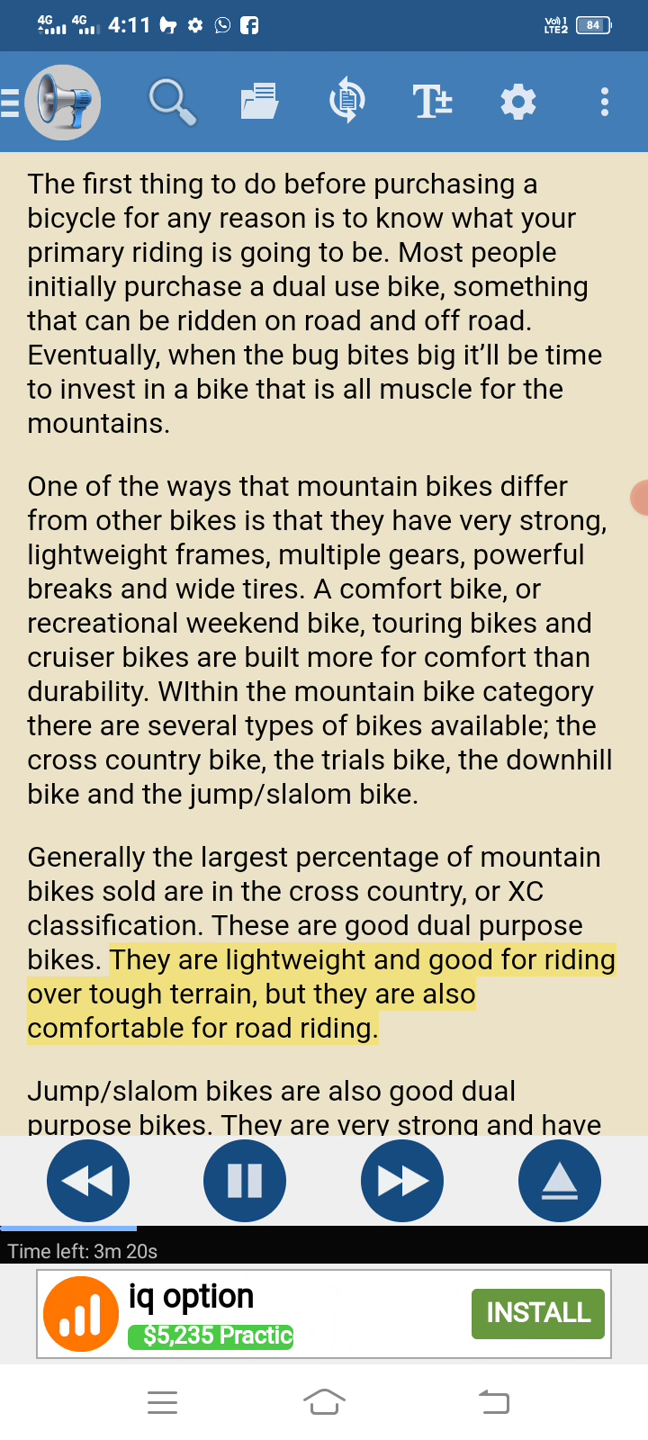 4G 4G 4:11 Vo) 1 LTE2 84
T±
The first thing to do before purchasing a
bicycle for any reason is to know what your
primary riding is going to be. Most people
initially purchase a dual use bike, something
that can be ridden on road and off road.
Eventually, when the bug bites big it’ll be time
to invest in a bike that is all muscle for the
mountains.
One of the ways that mountain bikes differ
from other bikes is that they have very strong,
lightweight frames, multiple gears, powerful
breaks and wide tires. A comfort bike, or
recreational weekend bike, touring bikes and
cruiser bikes are built more for comfort than
durability. WIthin the mountain bike category
there are several types of bikes available; the
cross country bike, the trials bike, the downhill
bike and the jump/slalom bike.
Generally the largest percentage of mountain
bikes sold are in the cross country, or XC
classification. These are good dual purpose
bikes. They are lightweight and good for riding
over tough terrain, but they are also
comfortable for road riding.
Jump/slalom bikes are also good dual
purpose bikes. They are very strong and have
Time left: 3m 20s
iq option
$5,235 Practic
INSTALL